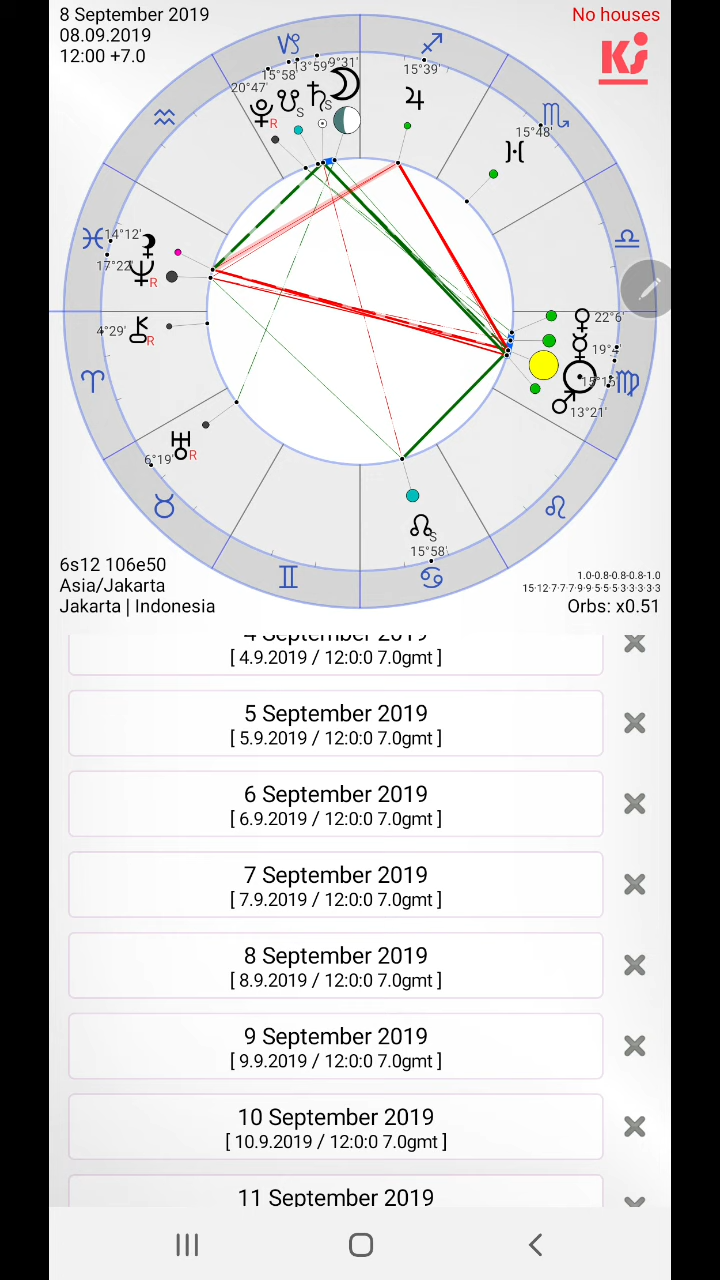 8 September 2019
08.09.2019
12:00 +7.0
No houses
KS
20°47'
15°58'
13°59'
9°31'
R
S
S
15°39'
15°48'
14°12'
17°22'
R
4°29'
R
6°19'
R
22°6'
19°4'
13°21'
S
15°58'
6s12 106e50
Asia/Jakarta
Jakarta | Indonesia
1.0-0.8-0.8-0.8-1.0
15-12-7-7-7-9-9-5-5-5-3-3-3-3-3
Orbs: x0.51
4 September 2019
[ 4.9.2019 / 12:0:0 7.0gmt ]
5 September 2019
[ 5.9.2019 / 12:0:0 7.0gmt ]
6 September 2019
[ 6.9.2019 / 12:0:0 7.0gmt ]
7 September 2019
[ 7.9.2019 / 12:0:0 7.0gmt ]
8 September 2019
[ 8.9.2019 / 12:0:0 7.0gmt ]
9 September 2019
[ 9.9.2019 / 12:0:0 7.0gmt ]
10 September 2019
[ 10.9.2019 / 12:0:0 7.0gmt ]
11 September 2019